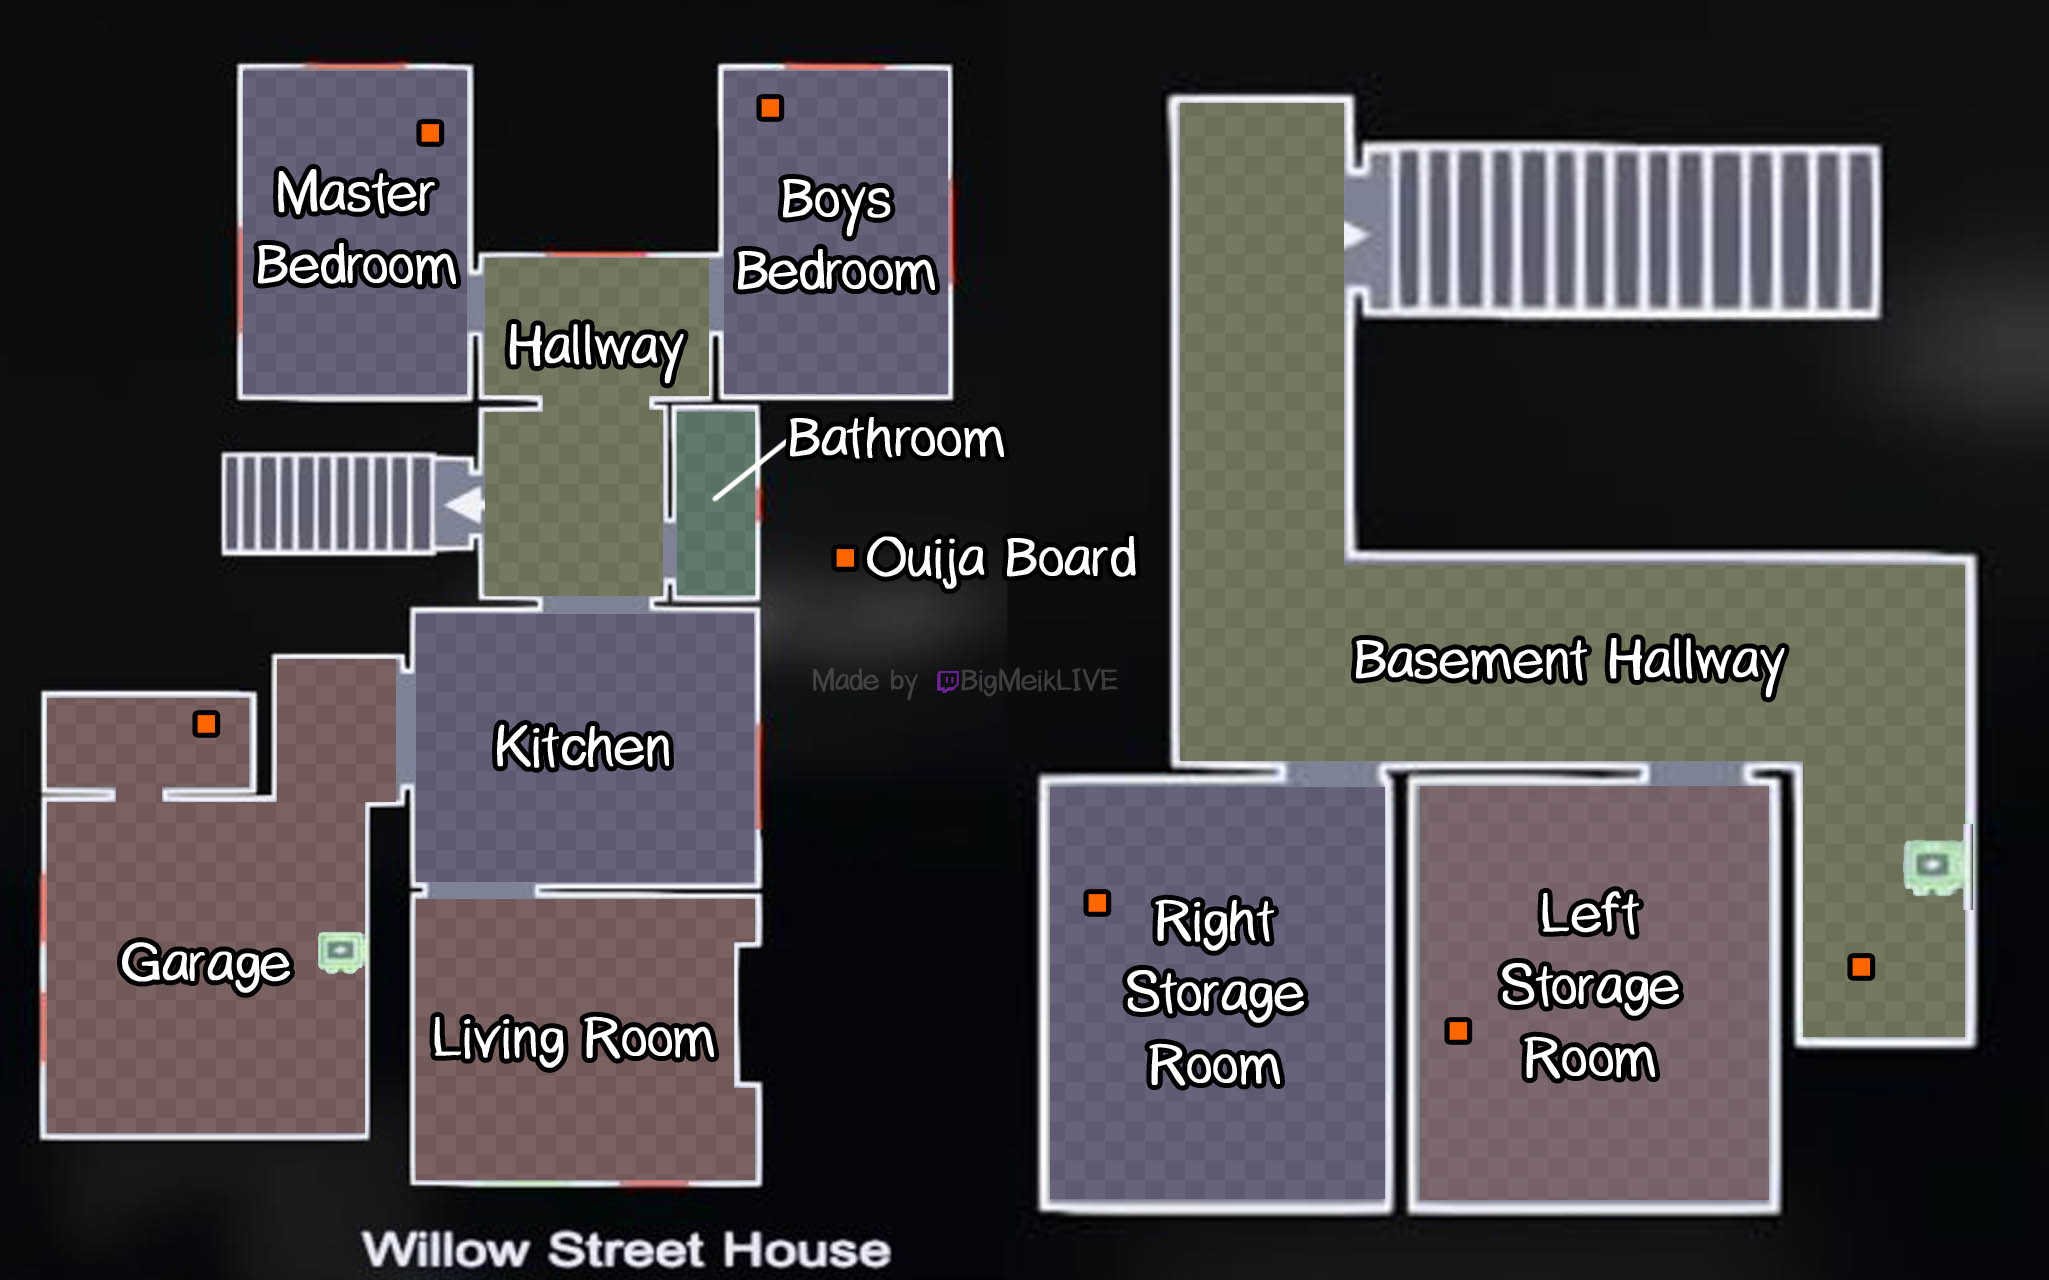 Master
Bedroom
Boys
Bedroom
Hallway
Bathroom
Ouija Board
Made by BigMeikLIVE
Kitchen
Garage
Living Room
Willow Street House
Basement Hallway
Right
Storage
Room
Left
Storage
Room